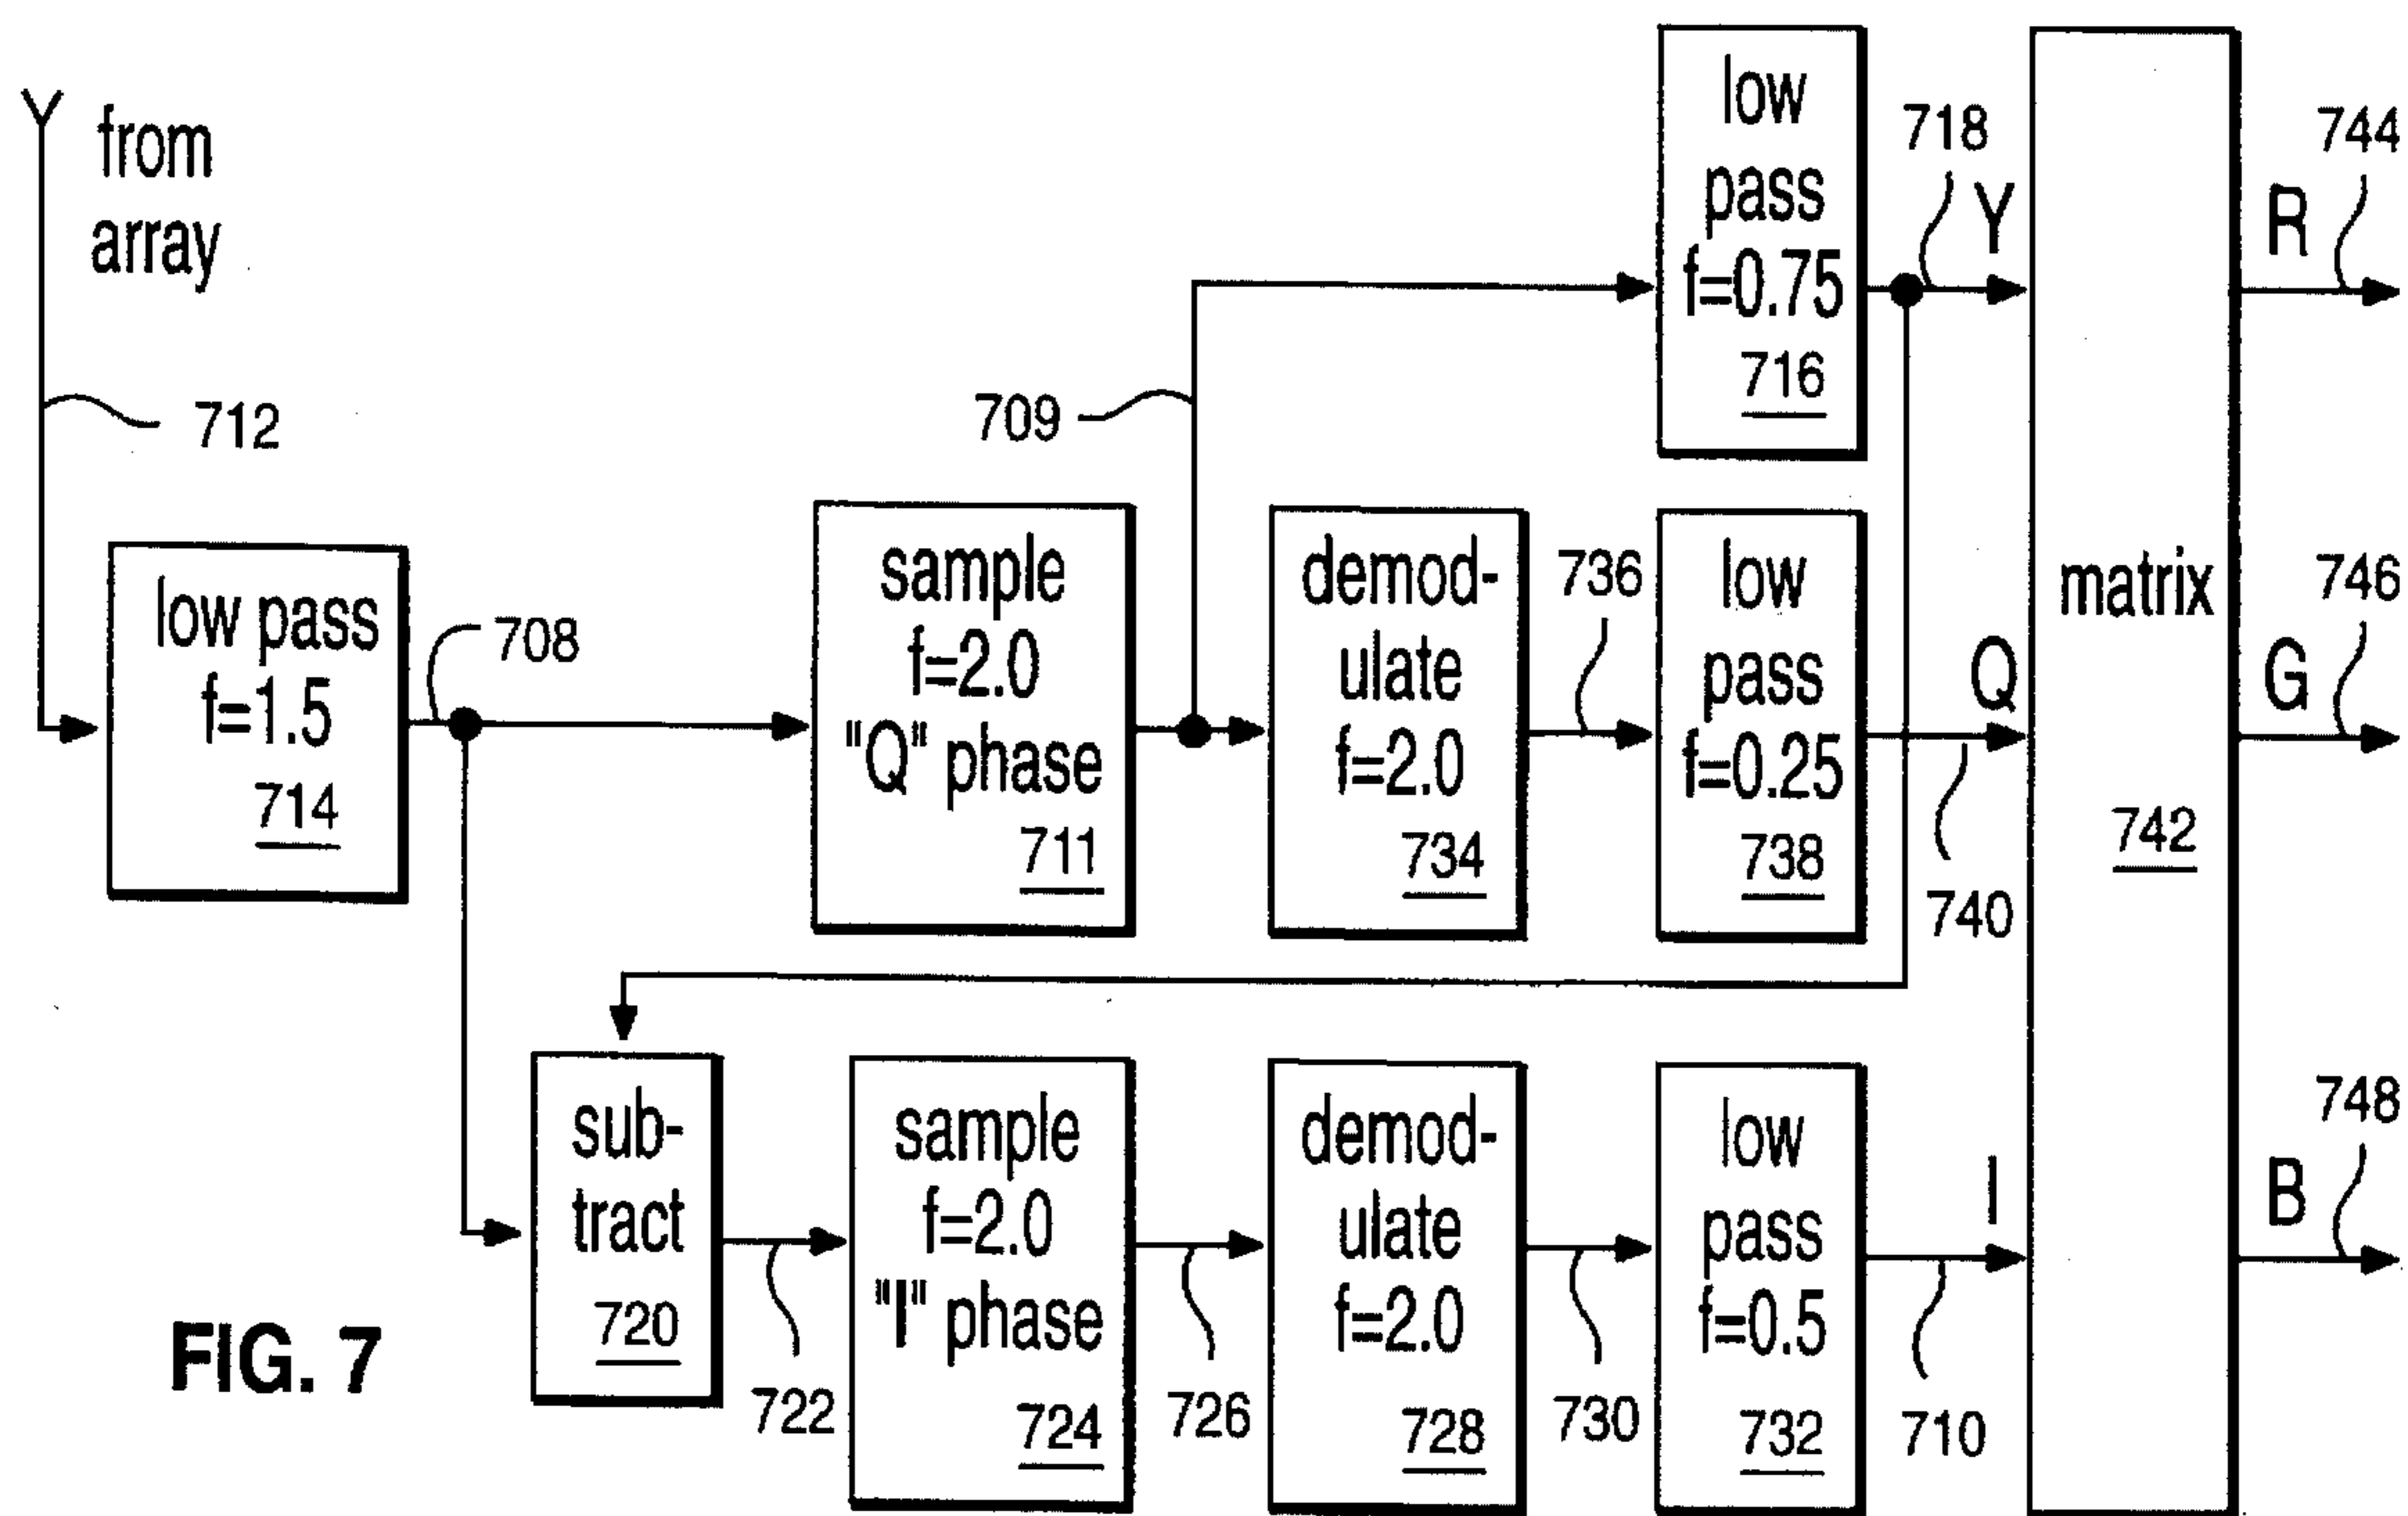 from
array
712
low pass
f=1.5
714
708
sample
f=2.0
"Q" phase
711
709
demod-
ulate
f=2.0
734
736
low
pass
f=0.75
716
718
Y
low
pass
f=0.25
738
Q
740
sub-
tract
720
722
sample
f=2.0
"I" phase
724
726
demod-
ulate
f=2.0
728
730
low
pass
f=0.5
732
I
710
matrix
742
R
744
G
746
B
748
FIG. 7